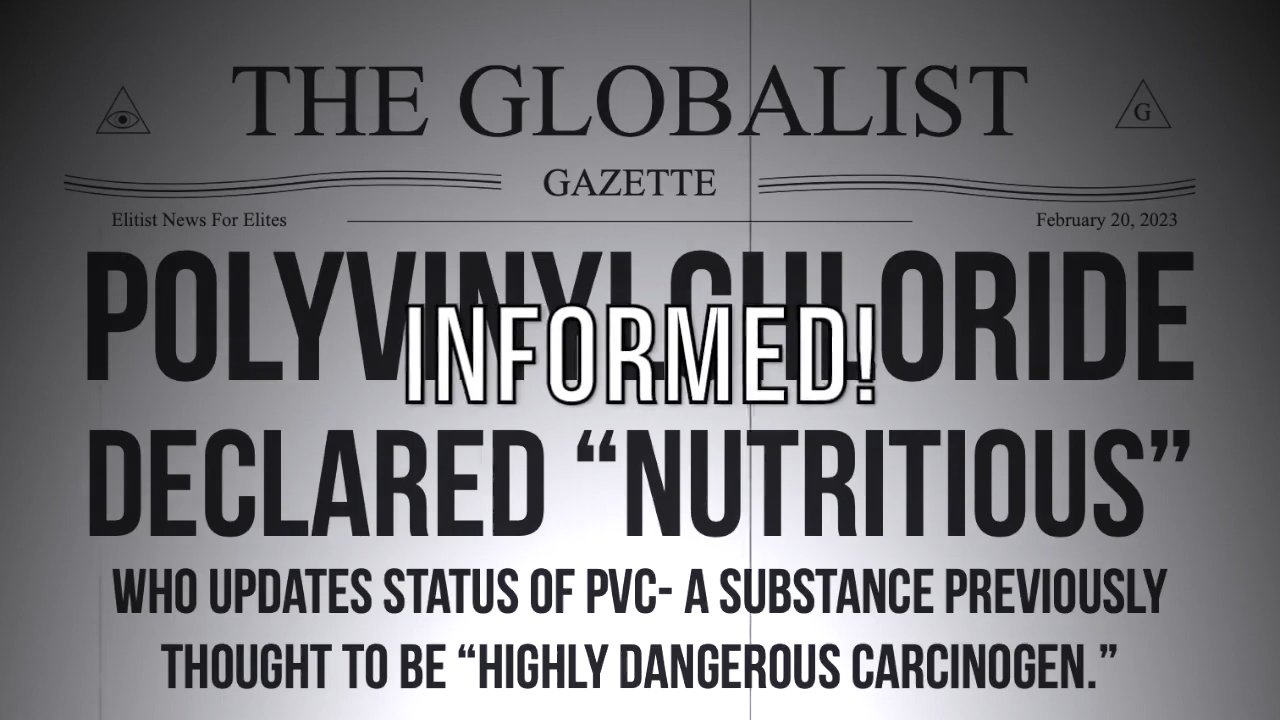 THE GLOBALIST
G
GAZETTE
Elitist News For Elites
February 20, 2023
POLYVINYLCHLORIDE
INFORMED!
DECLARED “NUTRITIOUS”
WHO UPDATES STATUS OF PVC- A SUBSTANCE PREVIOUSLY
THOUGHT TO BE “HIGHLY DANGEROUS CARCINOGEN.”